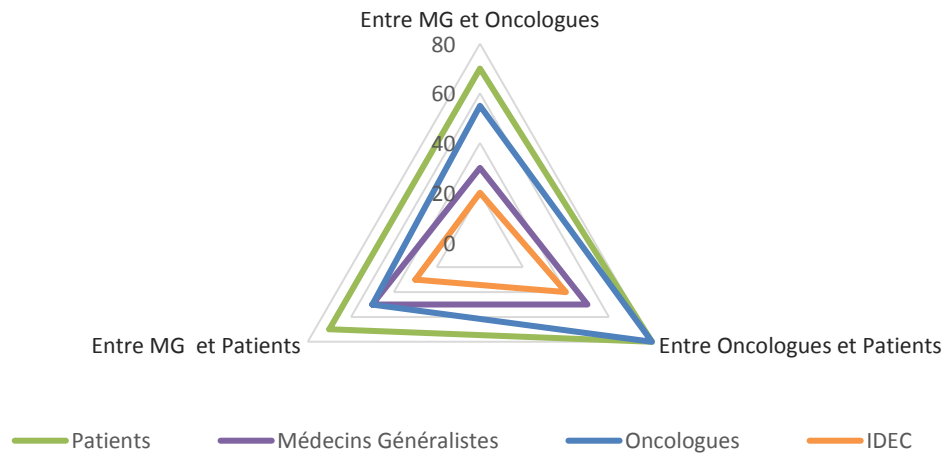 Entre MG et Oncologues
80
60
40
20
0
Entre MG et Patients
Entre Oncologues et Patients
Patients
Médecins Généralistes
Oncologues
IDEC